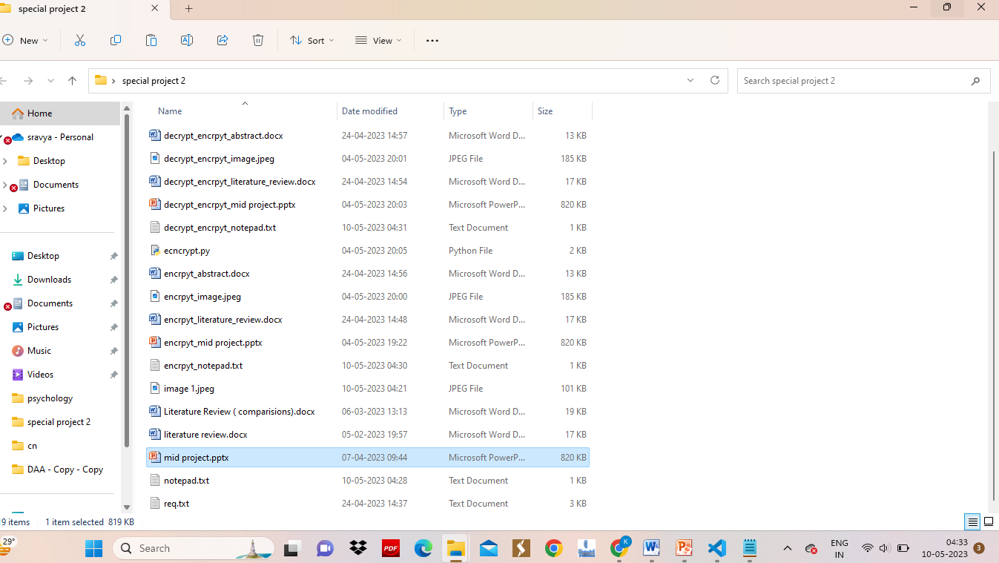 special project 2
New
Sort
View
special project 2
Search special project 2
Name Date modified Type Size
Home
sravya - Personal
Desktop
Documents
Pictures
Desktop
Downloads
Documents
Pictures
Music
Videos
psychology
special project 2
cn
DAA - Copy - Copy
decrypt_encrpyt_abstract.docx 24-04-2023 14:57 Microsoft Word D... 13 KB
decrypt_encrpyt_image.jpeg 04-05-2023 20:01 JPEG File 185 KB
decrypt_encrpyt_literature_review.docx 24-04-2023 14:54 Microsoft Word D... 17 KB
decrypt_encrpyt_mid project.pptx 04-05-2023 20:03 Microsoft PowerP... 820 KB
decrypt_encrpyt_notepad.txt 10-05-2023 04:31 Text Document 1 KB
ecncrypt.py 04-05-2023 20:05 Python File 2 KB
encrpyt_abstract.docx 24-04-2023 14:56 Microsoft Word D... 13 KB
encrpyt_image.jpeg 04-05-2023 20:00 JPEG File 185 KB
encrpyt_literature_review.docx 24-04-2023 14:48 Microsoft Word D... 17 KB
encrpyt_mid project.pptx 04-05-2023 19:22 Microsoft PowerP... 820 KB
encrpyt_notepad.txt 10-05-2023 04:30 Text Document 1 KB
image 1.jpeg 10-05-2023 04:21 JPEG File 101 KB
Literature Review ( comparisions).docx 06-03-2023 13:13 Microsoft Word D... 19 KB
literature review.docx 05-02-2023 19:57 Microsoft Word D... 17 KB
mid project.pptx 07-04-2023 09:44 Microsoft PowerP... 820 KB
notepad.txt 10-05-2023 04:28 Text Document 1 KB
req.txt 24-04-2023 14:37 Text Document 3 KB
9 items 1 item selected 819 KB
29°
Search
PDF
K
ENG
IN
04:33
10-05-2023
3